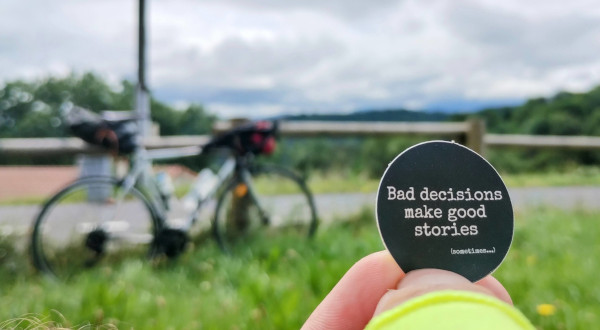 Bad decisions
make good
stories
(sometimes...)